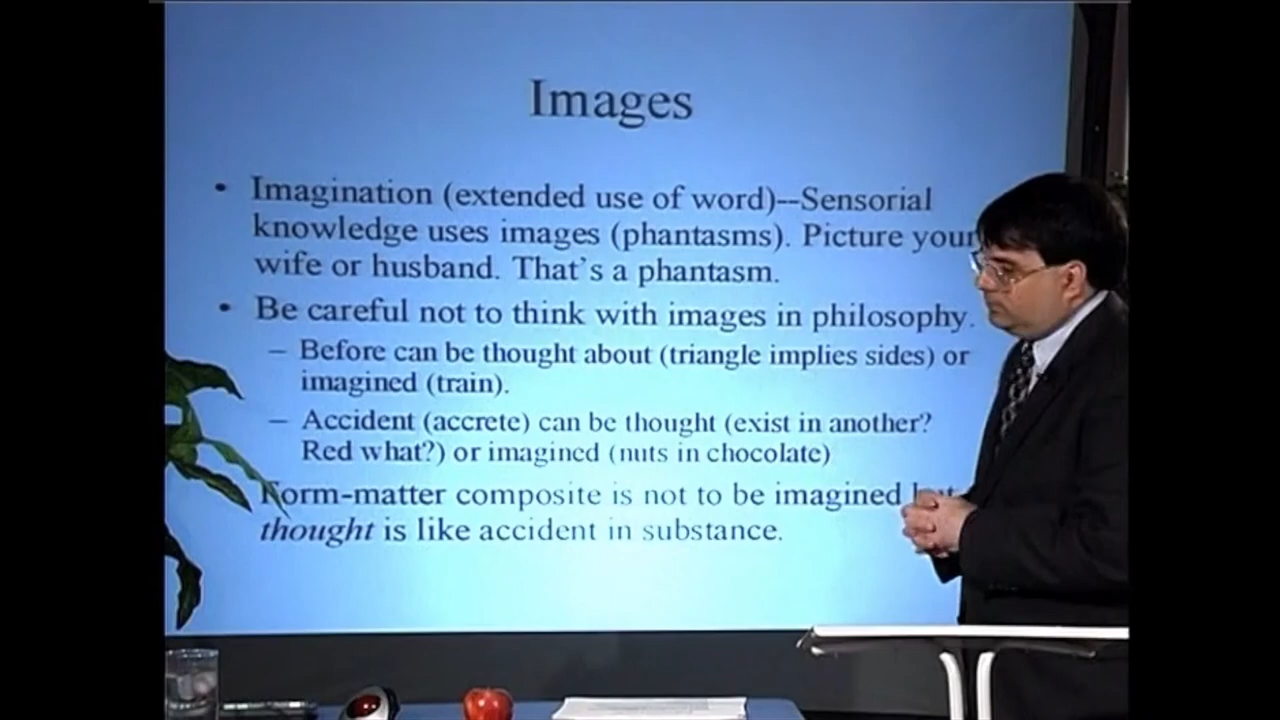 Images
• Imagination (extended use of word)--Sensorial
knowledge uses images (phantasms). Picture your
wife or husband. That's a phantasm.
• Be careful not to think with images in philosophy.
– Before can be thought about (triangle implies sides) or
imagined (train).
– Accident (accrete) can be thought (exist in another?
Red what?) or imagined (nuts in chocolate)
Form-matter composite is not to be imagined but
thought is like accident in substance.